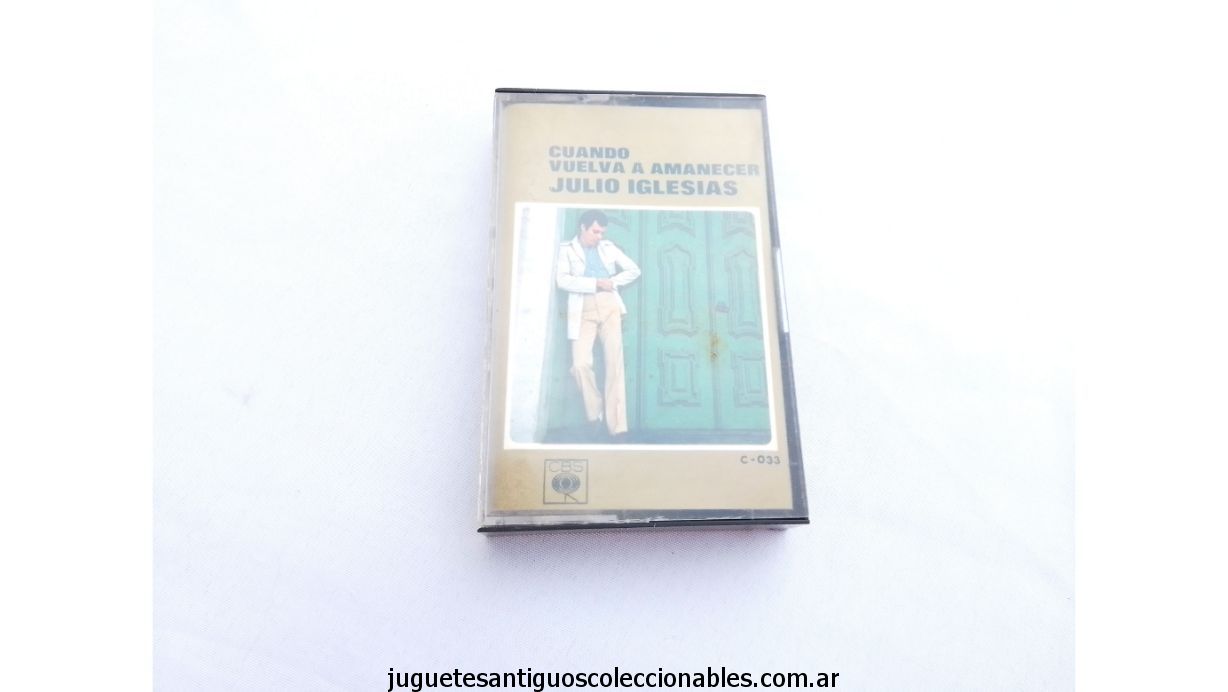 CUANDO
VUELVA A AMANECER
JULIO IGLESIAS
C-033
CBS
juguetesantiguoscoleccionables.com.ar